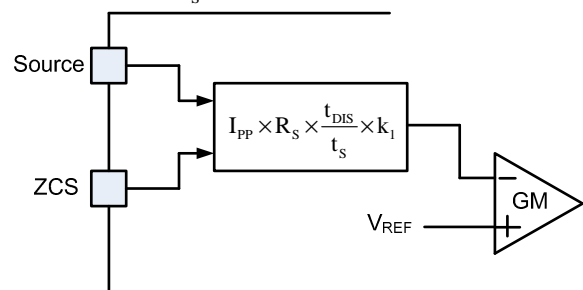 s
Source
I_PP × R_S × t_DIS/t_S × k_1
ZCS
GM
V_REF